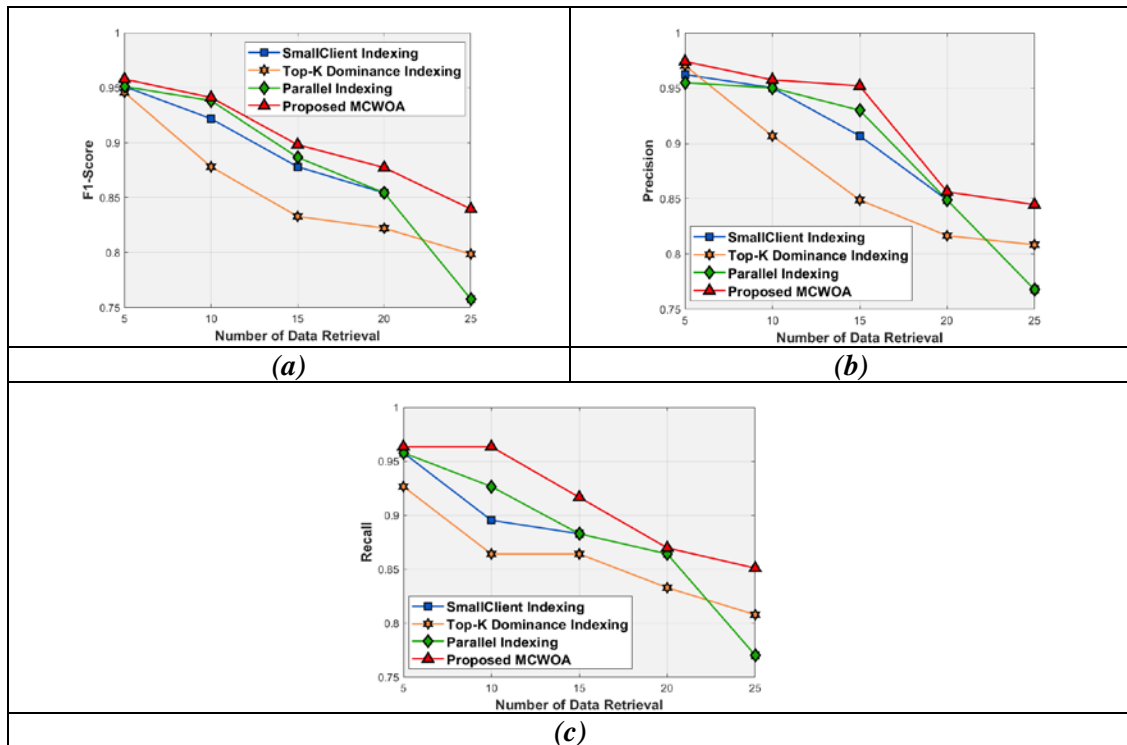 1
0.95
0.9
0.85
0.8
0.75
F1-Score
SmallClient Indexing
Top-K Dominance Indexing
Parallel Indexing
Proposed MCWOA
5 10 15 20 25
Number of Data Retrieval
(a)
1
0.95
0.9
0.85
0.8
0.75
Precision
SmallClient Indexing
Top-K Dominance Indexing
Parallel Indexing
Proposed MCWOA
5 10 15 20 25
Number of Data Retrieval
(b)
1
0.95
0.9
0.85
0.8
0.75
Recall
SmallClient Indexing
Top-K Dominance Indexing
Parallel Indexing
Proposed MCWOA
5 10 15 20 25
Number of Data Retrieval
(c)